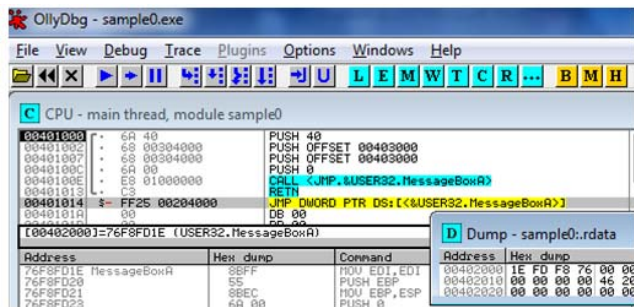 OllyDbg - sample0.exe
File View Debug Trace Plugins Options Windows Help
L E M W T C R ... B M H
C CPU - main thread, module sample0
00401000 6A 40 PUSH 40
00401002 68 00304000 PUSH OFFSET 00403000
00401007 68 00304000 PUSH OFFSET 00403000
0040100C 6A 00 PUSH 0
0040100E E8 01000000 CALL <JMP.&USER32.MessageBoxA>
00401013 C3 RETN
00401014 $- FF25 00204000 JMP DWORD PTR DS:[<&USER32.MessageBoxA>]
0040101A 00 DB 00
[00402000]=76F8FD1E (USER32.MessageBoxA)
D Dump - sample0:.rdata
Address Hex dump Command
76F8FD1E MessageBoxA 8BFF MOV EDI,EDI
76F8FD20 55 PUSH EBP
76F8FD21 8BEC MOV EBP,ESP
76F8FD23 6A 00 PUSH 0
Address Hex dump
00402000 1E FD F8 76 00 00
00402010 00 00 00 00 46 20
00402020 00 00 00 00 00